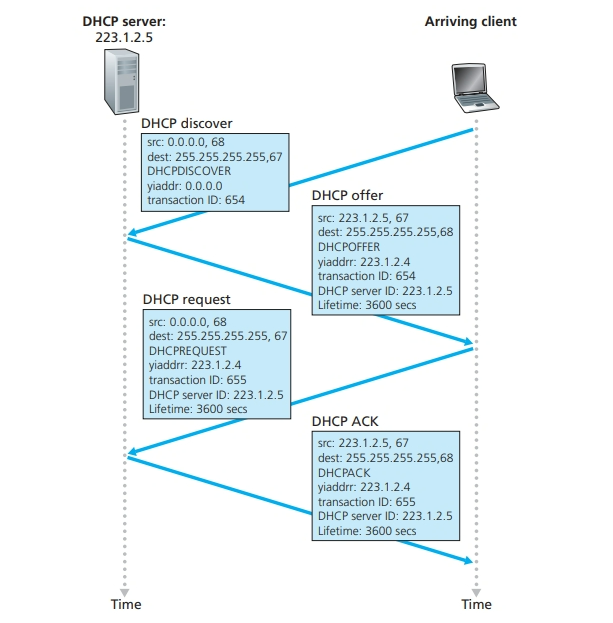 DHCP server:
223.1.2.5
Arriving client
DHCP discover
src: 0.0.0.0, 68
dest: 255.255.255.255,67
DHCPDISCOVER
yiaddr: 0.0.0.0
transaction ID: 654
DHCP offer
src: 223.1.2.5, 67
dest: 255.255.255.255,68
DHCPOFFER
yiaddrr: 223.1.2.4
transaction ID: 654
DHCP server ID: 223.1.2.5
Lifetime: 3600 secs
DHCP request
src: 0.0.0.0, 68
dest: 255.255.255.255, 67
DHCPREQUEST
yiaddrr: 223.1.2.4
transaction ID: 655
DHCP server ID: 223.1.2.5
Lifetime: 3600 secs
DHCP ACK
src: 223.1.2.5, 67
dest: 255.255.255.255,68
DHCPACK
yiaddrr: 223.1.2.4
transaction ID: 655
DHCP server ID: 223.1.2.5
Lifetime: 3600 secs
Time
Time